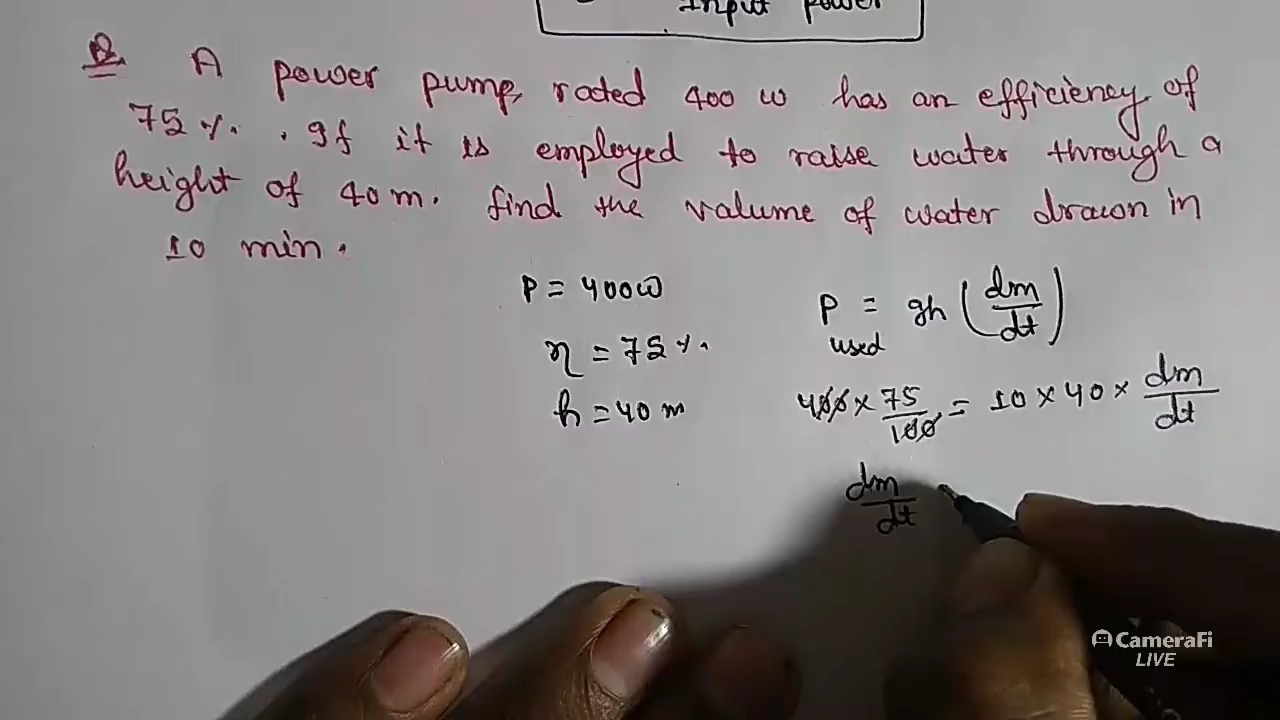 Input power
Q. A power pump, rated 400 W has an efficiency of
75 %. If it is employed to raise water through a
height of 40 m. find the valume of water drawn in
10 min.
P = 400W
η = 75 %.
h = 40 m
P used = gh (dm/dt)
400 × 75/100 = 10 × 40 × dm/dt
dm/dt
CameraFi
LIVE